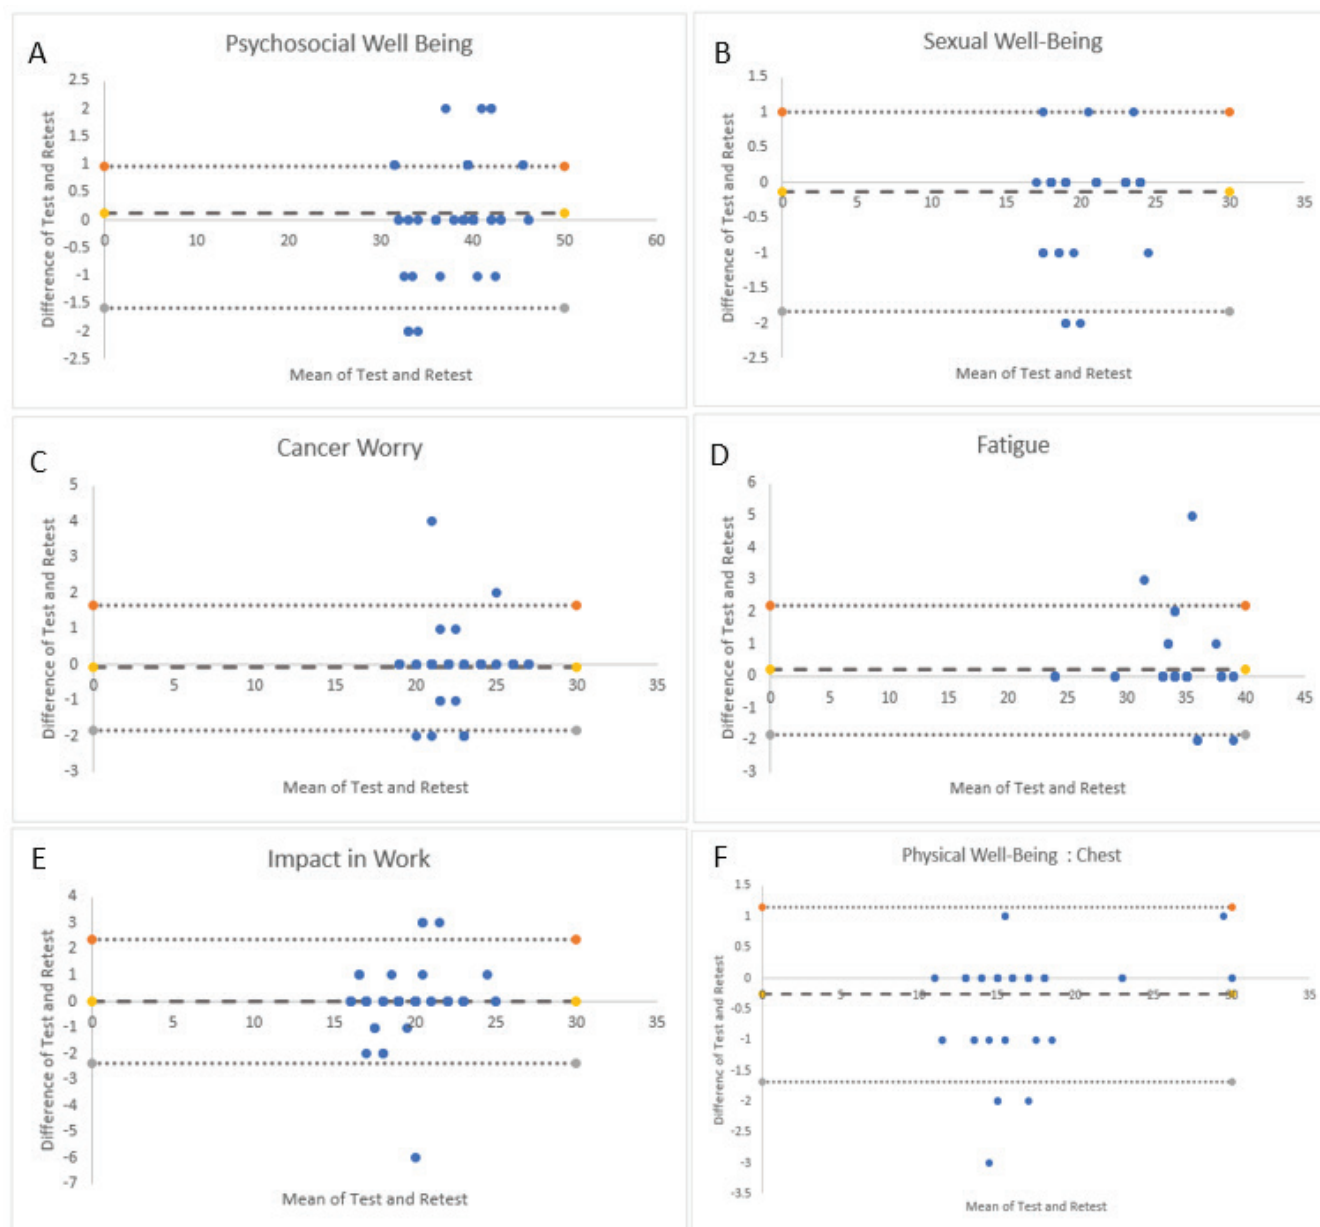 A
Psychosocial Well Being
Difference of Test and Retest
2.5
2
1.5
1
0.5
0
-0.5
-1
-1.5
-2
-2.5
0 10 20 30 40 50 60
Mean of Test and Retest
B
Sexual Well-Being
Difference of Test and Retest
1.5
1
0.5
0
-0.5
-1
-1.5
-2
-2.5
0 5 10 15 20 25 30 35
Mean of Test and Retest
C
Cancer Worry
Difference of Test and Retest
5
4
3
2
1
0
-1
-2
-3
0 5 10 15 20 25 30 35
Mean of Test and Retest
D
Fatigue
Difference of Test and Retest
6
5
4
3
2
1
0
-1
-2
-3
0 5 10 15 20 25 30 35 40 45
Mean of Test and Retest
E
Impact in Work
Difference of Test and Retest
4
3
2
1
0
-1
-2
-3
-4
-5
-6
-7
0 5 10 15 20 25 30 35
Mean of Test and Retest
F
Physical Well-Being : Chest
Differenc of Test and Retest
1.5
1
0.5
0
-0.5
-1
-1.5
-2
-2.5
-3
-3.5
0 5 10 15 20 25 30 35
Mean of Test and Retest